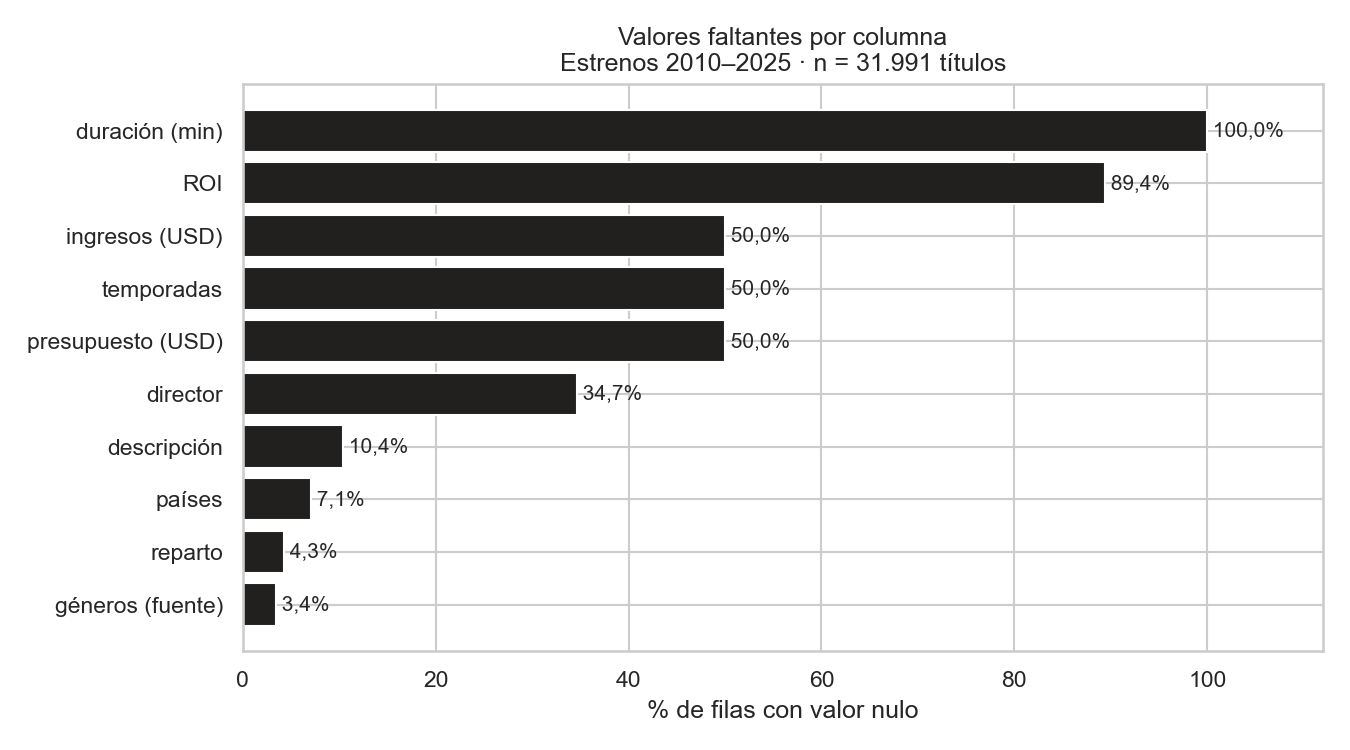 Valores faltantes por columna
Estrenos 2010–2025 · n = 31.991 títulos
duración (min) 100,0%
ROI 89,4%
ingresos (USD) 50,0%
temporadas 50,0%
presupuesto (USD) 50,0%
director 34,7%
descripción 10,4%
países 7,1%
reparto 4,3%
géneros (fuente) 3,4%
0 20 40 60 80 100
% de filas con valor nulo